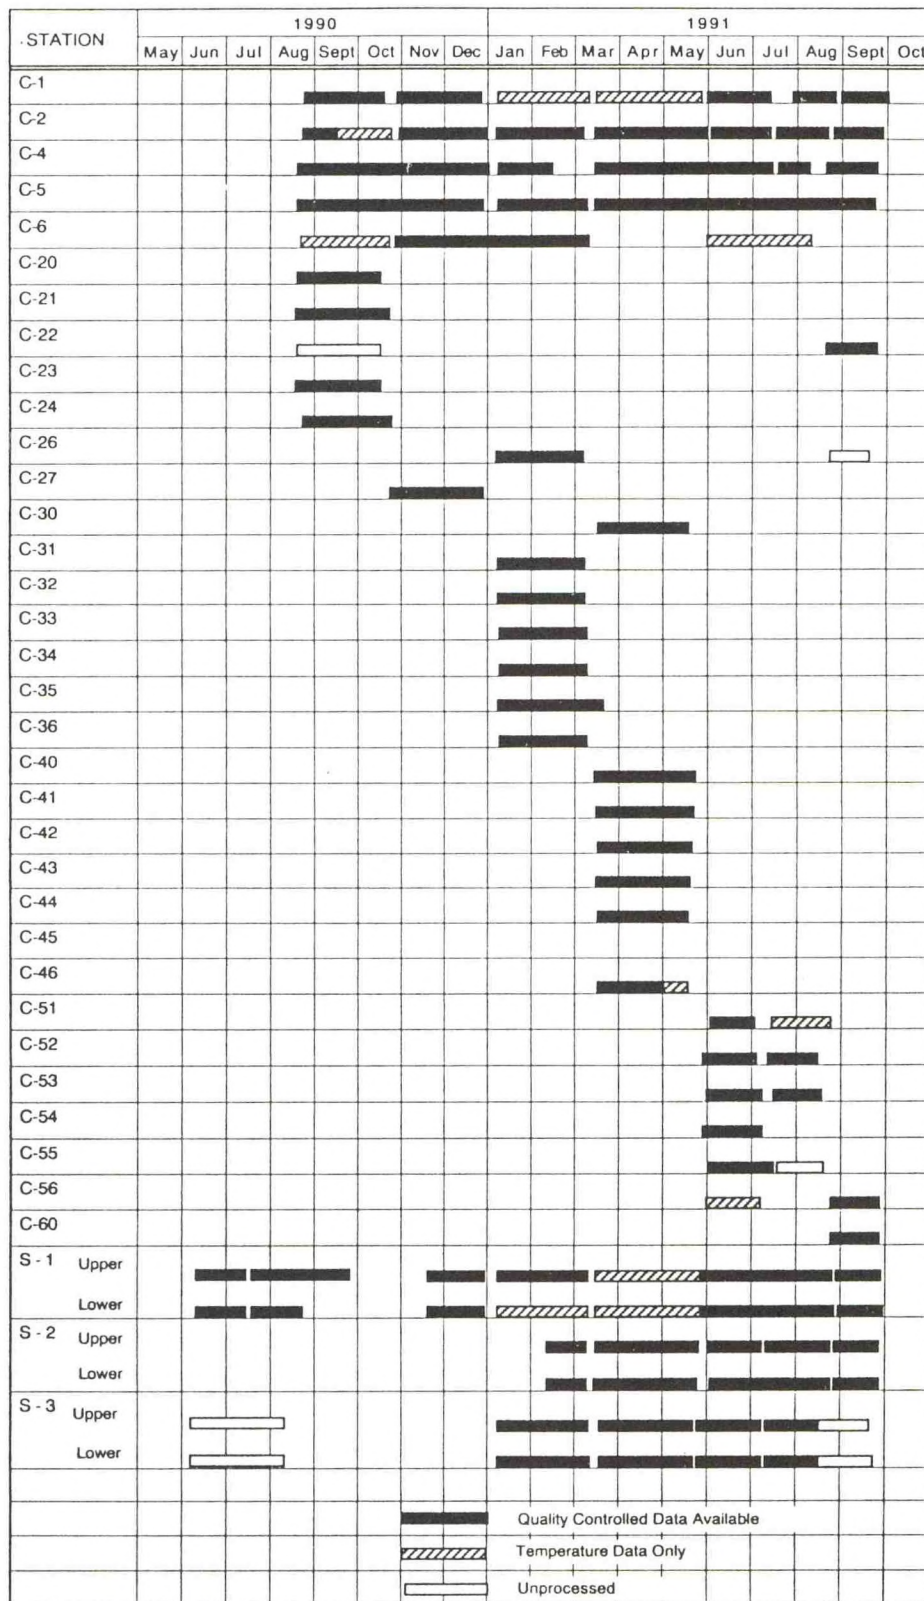 1990 1991
STATION May Jun Jul Aug Sept Oct Nov Dec Jan Feb Mar Apr May Jun Jul Aug Sept Oct
C-1
C-2
C-4
C-5
C-6
C-20
C-21
C-22
C-23
C-24
C-26
C-27
C-30
C-31
C-32
C-33
C-34
C-35
C-36
C-40
C-41
C-42
C-43
C-44
C-45
C-46
C-51
C-52
C-53
C-54
C-55
C-56
C-60
S - 1 Upper
Lower
S - 2 Upper
Lower
S - 3 Upper
Lower
Quality Controlled Data Available
Temperature Data Only
Unprocessed